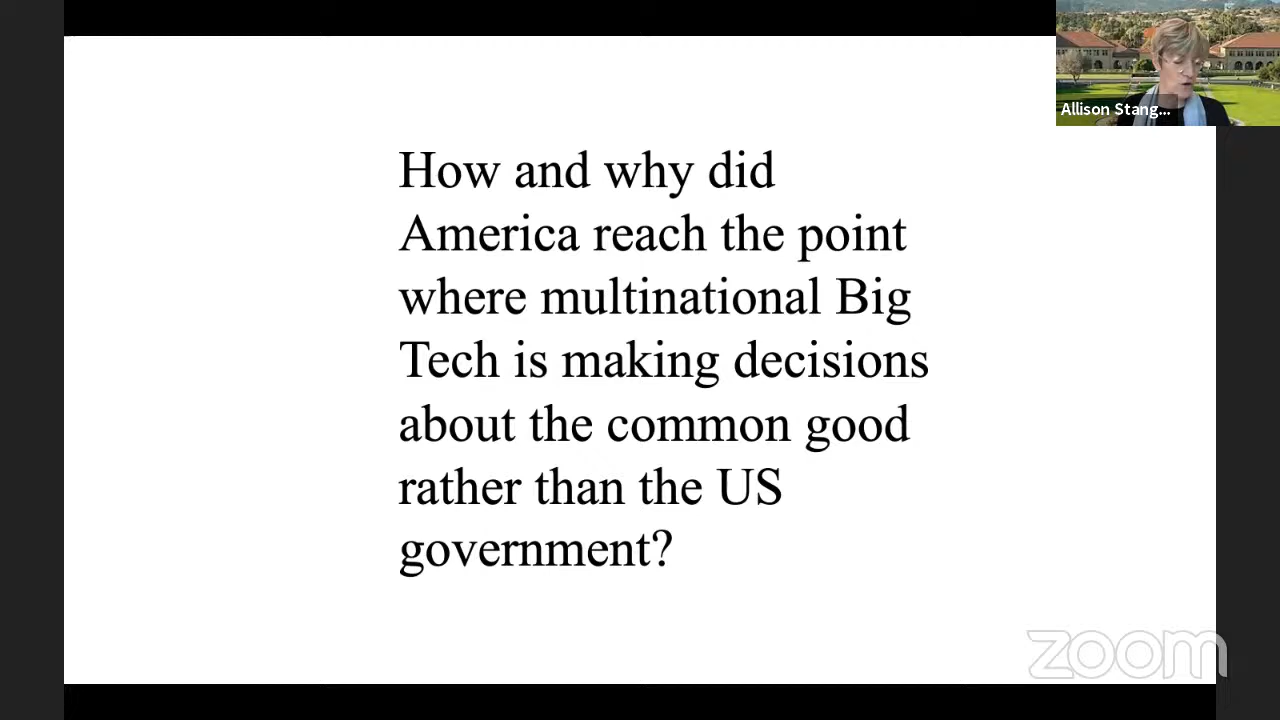 Allison Stang...
How and why did
America reach the point
where multinational Big
Tech is making decisions
about the common good
rather than the US
government?
zoom